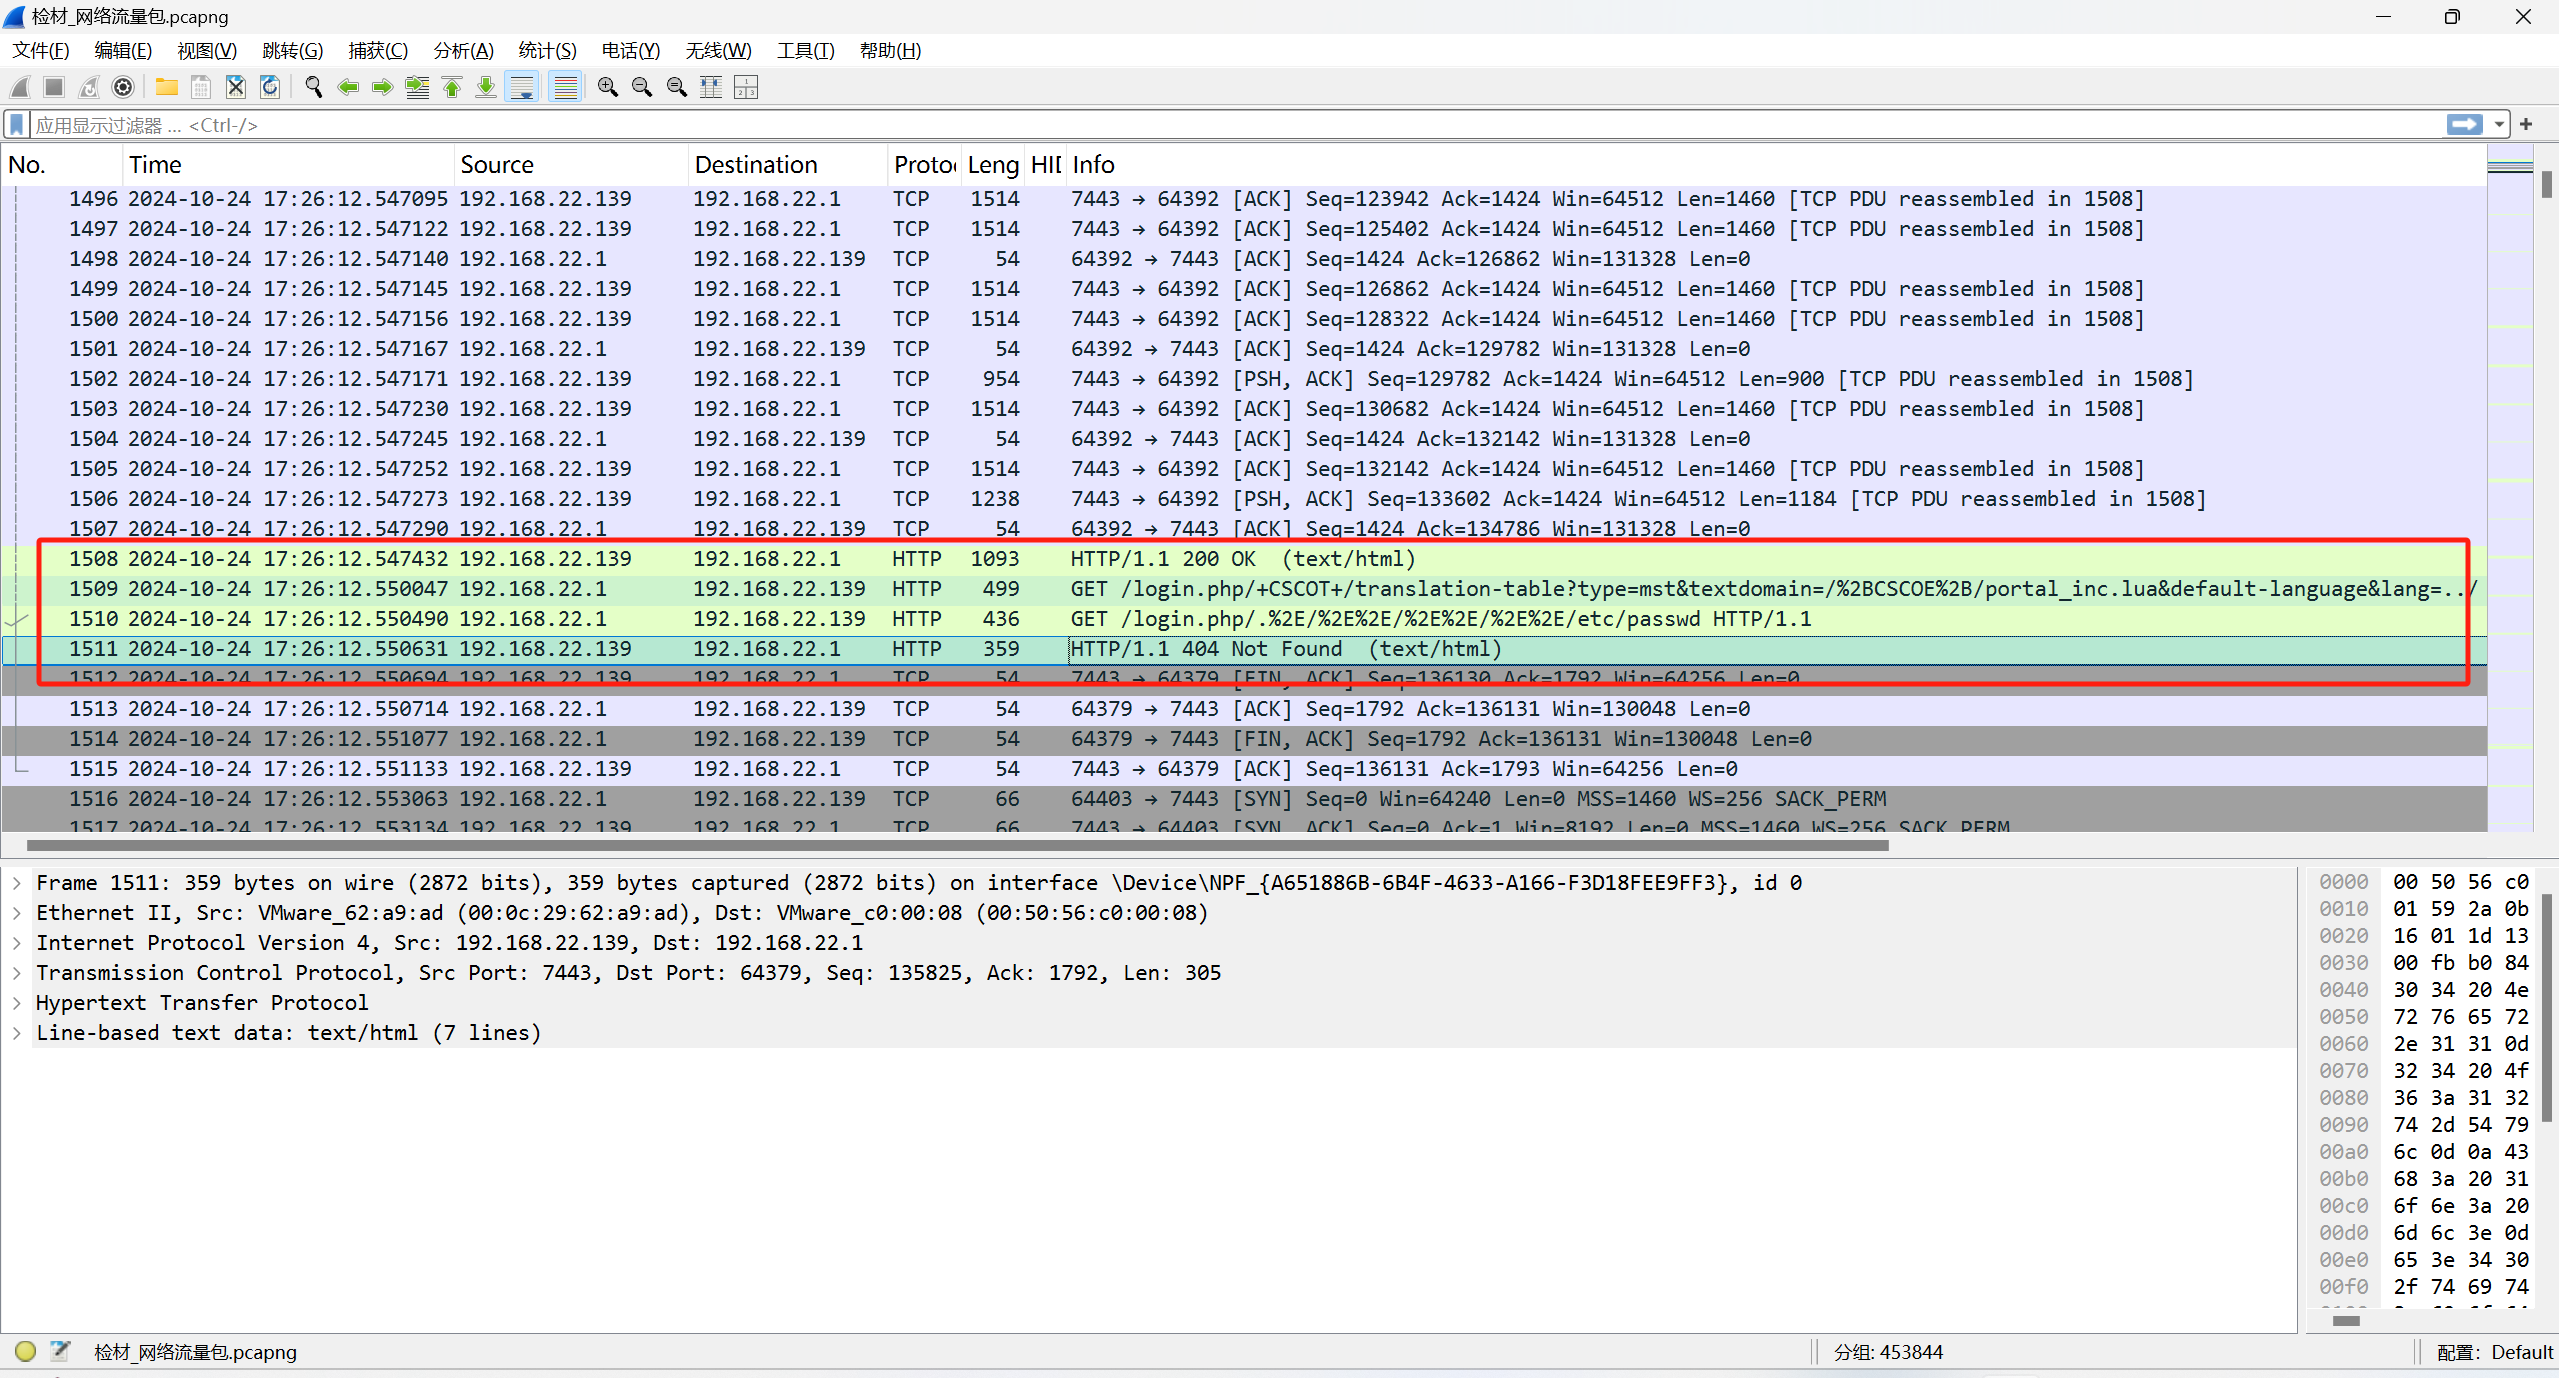 检材_网络流量包.pcapng
文件(F) 编辑(E) 视图(V) 跳转(G) 捕获(C) 分析(A) 统计(S) 电话(Y) 无线(W) 工具(T) 帮助(H)
应用显示过滤器 … <Ctrl-/>
No. Time Source Destination Proto Leng HII Info
1496 2024-10-24 17:26:12.547095 192.168.22.139 192.168.22.1 TCP 1514 7443 → 64392 [ACK] Seq=123942 Ack=1424 Win=64512 Len=1460 [TCP PDU reassembled in 1508]
1497 2024-10-24 17:26:12.547122 192.168.22.139 192.168.22.1 TCP 1514 7443 → 64392 [ACK] Seq=125402 Ack=1424 Win=64512 Len=1460 [TCP PDU reassembled in 1508]
1498 2024-10-24 17:26:12.547140 192.168.22.1 192.168.22.139 TCP 54 64392 → 7443 [ACK] Seq=1424 Ack=126862 Win=131328 Len=0
1499 2024-10-24 17:26:12.547145 192.168.22.139 192.168.22.1 TCP 1514 7443 → 64392 [ACK] Seq=126862 Ack=1424 Win=64512 Len=1460 [TCP PDU reassembled in 1508]
1500 2024-10-24 17:26:12.547156 192.168.22.139 192.168.22.1 TCP 1514 7443 → 64392 [ACK] Seq=128322 Ack=1424 Win=64512 Len=1460 [TCP PDU reassembled in 1508]
1501 2024-10-24 17:26:12.547167 192.168.22.1 192.168.22.139 TCP 54 64392 → 7443 [ACK] Seq=1424 Ack=129782 Win=131328 Len=0
1502 2024-10-24 17:26:12.547171 192.168.22.139 192.168.22.1 TCP 954 7443 → 64392 [PSH, ACK] Seq=129782 Ack=1424 Win=64512 Len=900 [TCP PDU reassembled in 1508]
1503 2024-10-24 17:26:12.547230 192.168.22.139 192.168.22.1 TCP 1514 7443 → 64392 [ACK] Seq=130682 Ack=1424 Win=64512 Len=1460 [TCP PDU reassembled in 1508]
1504 2024-10-24 17:26:12.547245 192.168.22.1 192.168.22.139 TCP 54 64392 → 7443 [ACK] Seq=1424 Ack=132142 Win=131328 Len=0
1505 2024-10-24 17:26:12.547252 192.168.22.139 192.168.22.1 TCP 1514 7443 → 64392 [ACK] Seq=132142 Ack=1424 Win=64512 Len=1460 [TCP PDU reassembled in 1508]
1506 2024-10-24 17:26:12.547273 192.168.22.139 192.168.22.1 TCP 1238 7443 → 64392 [PSH, ACK] Seq=133602 Ack=1424 Win=64512 Len=1184 [TCP PDU reassembled in 1508]
1507 2024-10-24 17:26:12.547290 192.168.22.1 192.168.22.139 TCP 54 64392 → 7443 [ACK] Seq=1424 Ack=134786 Win=131328 Len=0
1508 2024-10-24 17:26:12.547432 192.168.22.139 192.168.22.1 HTTP 1093 HTTP/1.1 200 OK (text/html)
1509 2024-10-24 17:26:12.550047 192.168.22.1 192.168.22.139 HTTP 499 GET /login.php/+CSCOT+/translation-table?type=mst&textdomain=/%2BCSCOE%2B/portal_inc.lua&default-language&lang=../
1510 2024-10-24 17:26:12.550490 192.168.22.1 192.168.22.139 HTTP 436 GET /login.php/.%2E/%2E%2E/%2E%2E/%2E%2E/etc/passwd HTTP/1.1
1511 2024-10-24 17:26:12.550631 192.168.22.139 192.168.22.1 HTTP 359 HTTP/1.1 404 Not Found (text/html)
1512 2024-10-24 17:26:12.550694 192.168.22.139 192.168.22.1 TCP 54 7443 → 64379 [FIN, ACK] Seq=136130 Ack=1792 Win=64256 Len=0
1513 2024-10-24 17:26:12.550714 192.168.22.1 192.168.22.139 TCP 54 64379 → 7443 [ACK] Seq=1792 Ack=136131 Win=130048 Len=0
1514 2024-10-24 17:26:12.551077 192.168.22.1 192.168.22.139 TCP 54 64379 → 7443 [FIN, ACK] Seq=1792 Ack=136131 Win=130048 Len=0
1515 2024-10-24 17:26:12.551133 192.168.22.139 192.168.22.1 TCP 54 7443 → 64379 [ACK] Seq=136131 Ack=1793 Win=64256 Len=0
1516 2024-10-24 17:26:12.553063 192.168.22.1 192.168.22.139 TCP 66 64403 → 7443 [SYN] Seq=0 Win=64240 Len=0 MSS=1460 WS=256 SACK_PERM
1517 2024-10-24 17:26:12.553134 192.168.22.139 192.168.22.1 TCP 66 7443 → 64403 [SYN, ACK] Seq=0 Ack=1 Win=8192 Len=0 MSS=1460 WS=256 SACK_PERM
Frame 1511: 359 bytes on wire (2872 bits), 359 bytes captured (2872 bits) on interface \Device\NPF_{A651886B-6B4F-4633-A166-F3D18FEE9FF3}, id 0
Ethernet II, Src: VMware_62:a9:ad (00:0c:29:62:a9:ad), Dst: VMware_c0:00:08 (00:50:56:c0:00:08)
Internet Protocol Version 4, Src: 192.168.22.139, Dst: 192.168.22.1
Transmission Control Protocol, Src Port: 7443, Dst Port: 64379, Seq: 135825, Ack: 1792, Len: 305
Hypertext Transfer Protocol
Line-based text data: text/html (7 lines)
0000 00 50 56 c0
0010 01 59 2a 0b
0020 16 01 1d 13
0030 00 fb b0 84
0040 30 34 20 4e
0050 72 76 65 72
0060 2e 31 31 0d
0070 32 34 20 4f
0080 36 3a 31 32
0090 74 2d 54 79
00a0 6c 0d 0a 43
00b0 68 3a 20 31
00c0 6f 6e 3a 20
00d0 6d 6c 3e 0d
00e0 65 3e 34 30
00f0 2f 74 69 74
检材_网络流量包.pcapng
分组: 453844
配置: Default